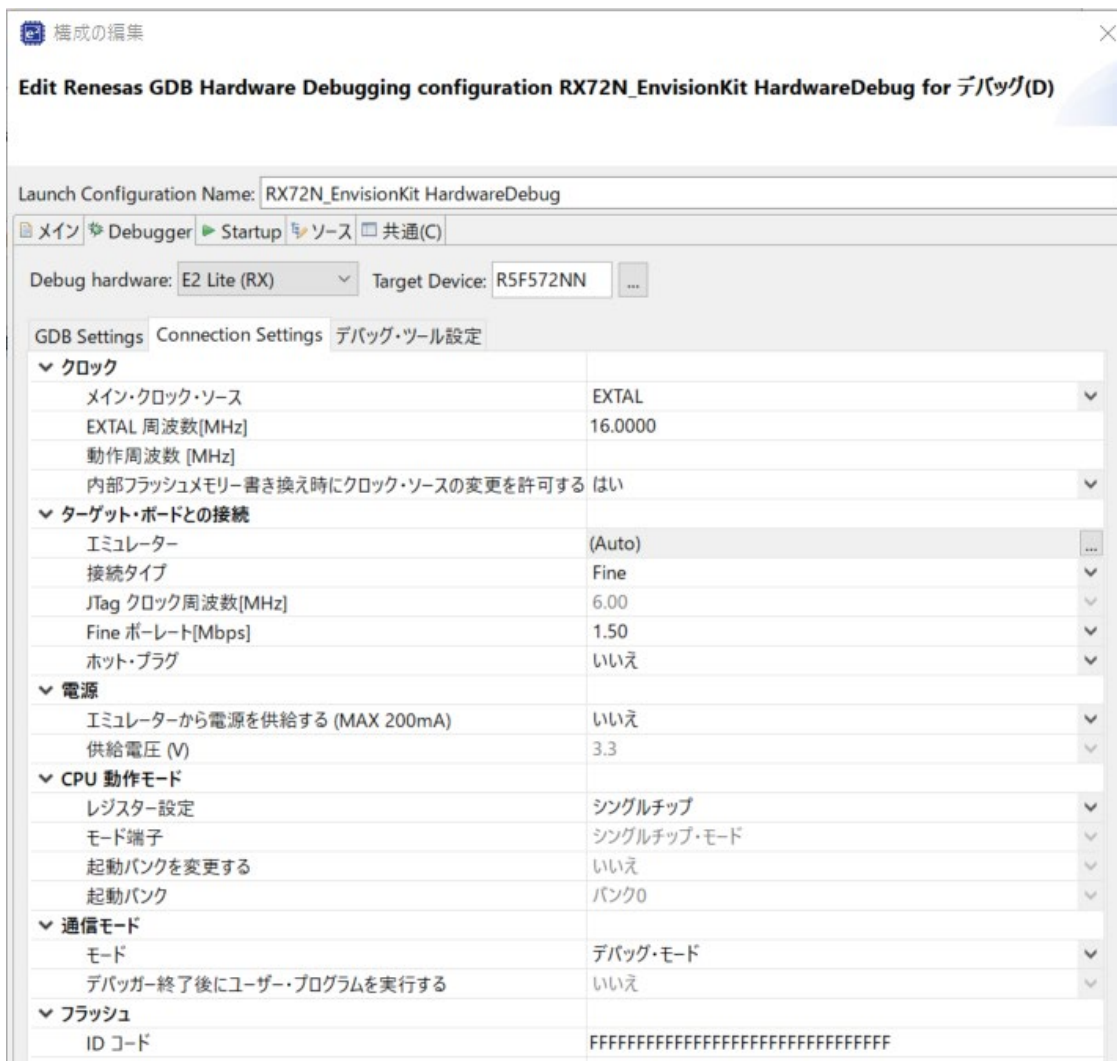 構成の編集
Edit Renesas GDB Hardware Debugging configuration RX72N_EnvisionKit HardwareDebug for デバッグ(D)
Launch Configuration Name: RX72N_EnvisionKit HardwareDebug
メイン Debugger Startup ソース 共通(C)
Debug hardware: E2 Lite (RX) Target Device: R5F572NN ...
GDB Settings Connection Settings デバッグ・ツール設定
クロック
メイン・クロック・ソース EXTAL
EXTAL 周波数[MHz] 16.0000
動作周波数 [MHz]
内部フラッシュメモリー書き換え時にクロック・ソースの変更を許可する はい
ターゲット・ボードとの接続
エミュレーター (Auto) ...
接続タイプ Fine
JTag クロック周波数[MHz] 6.00
Fine ボーレート[Mbps] 1.50
ホット・プラグ いいえ
電源
エミュレーターから電源を供給する (MAX 200mA) いいえ
供給電圧 (V) 3.3
CPU 動作モード
レジスター設定 シングルチップ
モード端子 シングルチップ・モード
起動バンクを変更する いいえ
起動バンク バンク0
通信モード
モード デバッグ・モード
デバッガー終了後にユーザー・プログラムを実行する いいえ
フラッシュ
ID コード FFFFFFFFFFFFFFFFFFFFFFFFFFFFFFFF